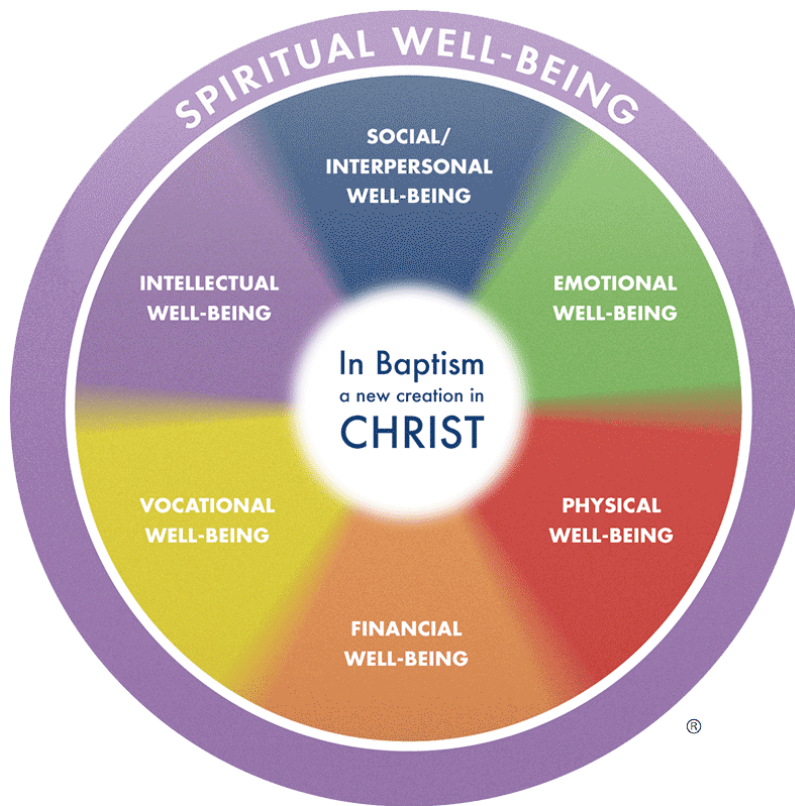 SPIRITUAL WELL-BEING
SOCIAL/
INTERPERSONAL
WELL-BEING
INTELLECTUAL
WELL-BEING
EMOTIONAL
WELL-BEING
In Baptism
a new creation in
CHRIST
VOCATIONAL
WELL-BEING
PHYSICAL
WELL-BEING
FINANCIAL
WELL-BEING
®